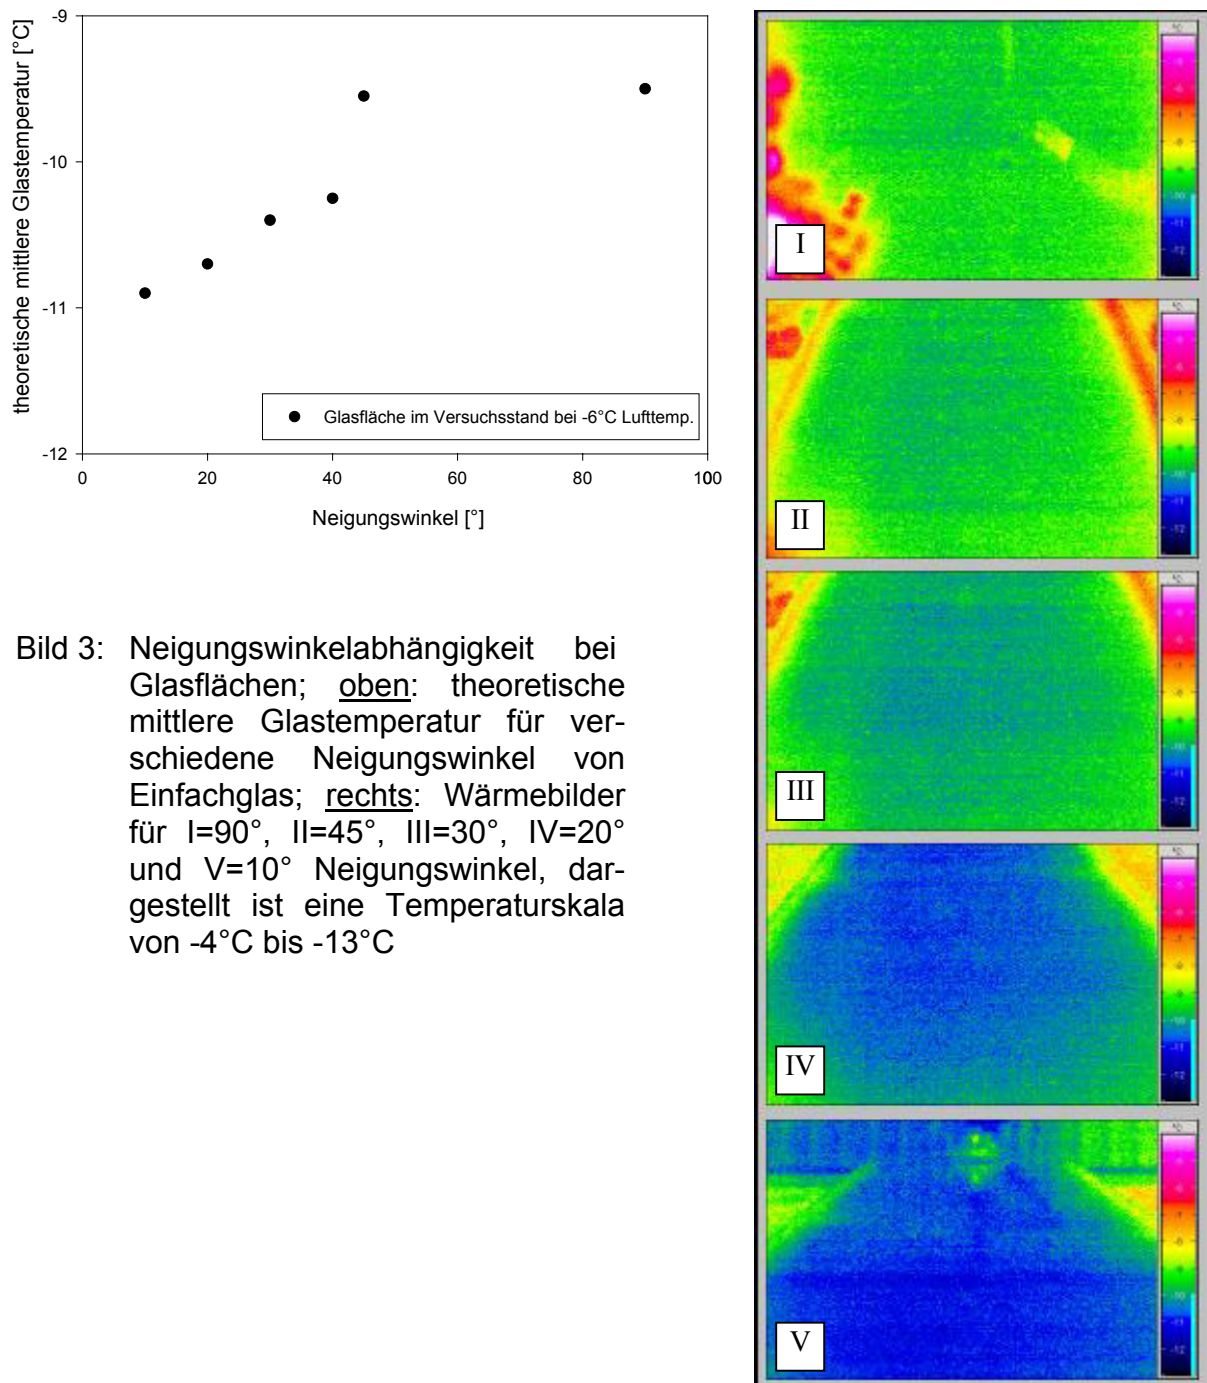 theoretische mittlere Glastemperatur [°C]
-9
-10
-11
-12
Glasfläche im Versuchsstand bei -6°C Lufttemp.
0
20
40
60
80
100
Neigungswinkel [°]
Bild 3: Neigungswinkelabhängigkeit bei
Glasflächen; oben: theoretische
mittlere Glastemperatur für ver-
schiedene Neigungswinkel von
Einfachglas; rechts: Wärmebilder
für I=90°, II=45°, III=30°, IV=20°
und V=10° Neigungswinkel, dar-
gestellt ist eine Temperaturskala
von -4°C bis -13°C
I
II
III
IV
V